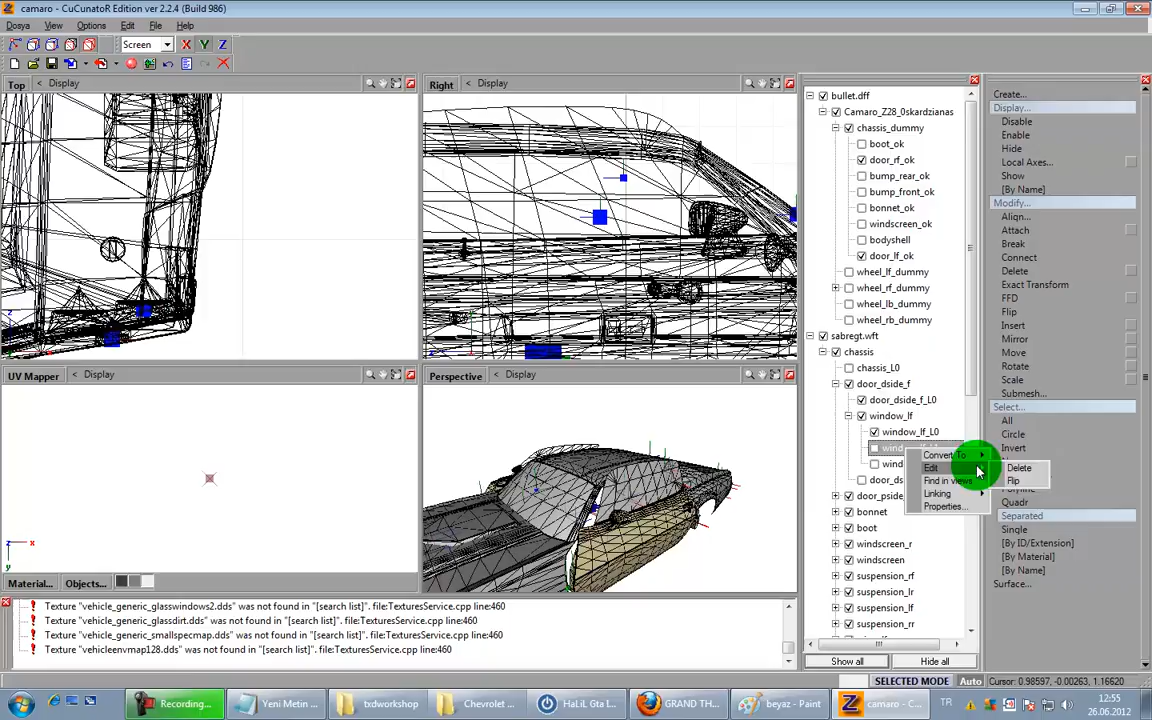 camaro - CuCunatoR Edition ver 2.2.4 (Build 986)
Dosya View Options Edit File Help
Screen X Y Z
Top < Display
Right < Display
UV Mapper < Display
Perspective < Display
Material... Objects...
bullet.dff
Camaro_Z28_0skardzianas
chassis_dummy
boot_ok
door_rf_ok
bump_rear_ok
bump_front_ok
bonnet_ok
windscreen_ok
bodyshell
door_lf_ok
wheel_lf_dummy
wheel_rf_dummy
wheel_lb_dummy
wheel_rb_dummy
sabregt.wft
chassis
chassis_L0
door_dside_f
door_dside_f_L0
window_lf
window_lf_L0
wind
door_ds
door_pside
bonnet
boot
windscreen_r
windscreen
suspension_rf
suspension_lr
suspension_lf
suspension_rr
Show all Hide all
Convert To
Edit
Find in views
Linking
Properties...
Delete
Flip
Create...
Display...
Disable
Enable
Hide
Local Axes...
Show
[By Name]
Modify...
Align...
Attach
Break
Connect
Delete
Exact Transform
FFD
Flip
Insert
Mirror
Move
Rotate
Scale
Submesh...
Select...
All
Circle
Invert
Quadr
Separated
Single
[By ID/Extension]
[By Material]
[By Name]
Surface...
Texture "vehicle_generic_glasswindows2.dds" was not found in "[search list]". file:TexturesService.cpp line:460
Texture "vehicle_generic_glassdirt.dds" was not found in "[search list]". file:TexturesService.cpp line:460
Texture "vehicle_generic_smallspecmap.dds" was not found in "[search list]". file:TexturesService.cpp line:460
Texture "vehicleenvmap128.dds" was not found in "[search list]". file:TexturesService.cpp line:460
SELECTED MODE Auto Cursor: 0.98597, -0.00263, 1.16620
Recording... Yeni Metin ... txdworkshop Chevrolet ... HaLiL Gta I... GRAND TH... beyaz - Paint camaro - C... TR 12:55
26.06.2012